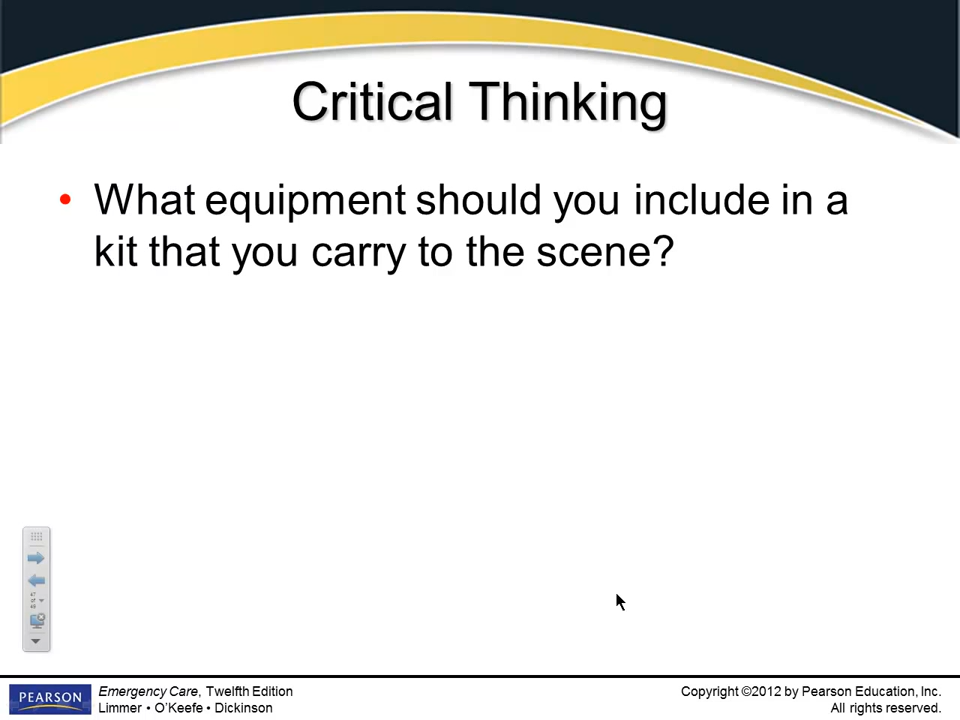 Critical Thinking
• What equipment should you include in a
kit that you carry to the scene?
PEARSON
Emergency Care, Twelfth Edition
Limmer • O’Keefe • Dickinson
Copyright ©2012 by Pearson Education, Inc.
All rights reserved.